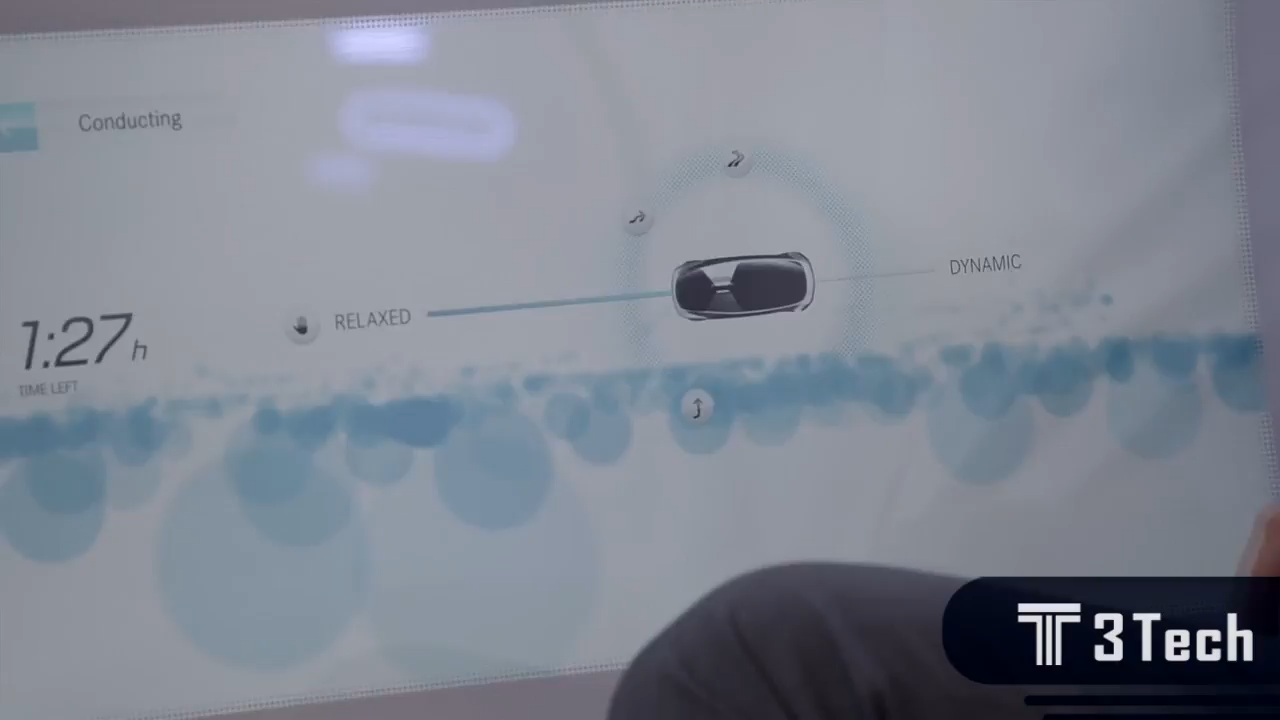 Conducting
DYNAMIC
RELAXED
1:27h
TIME LEFT
3Tech